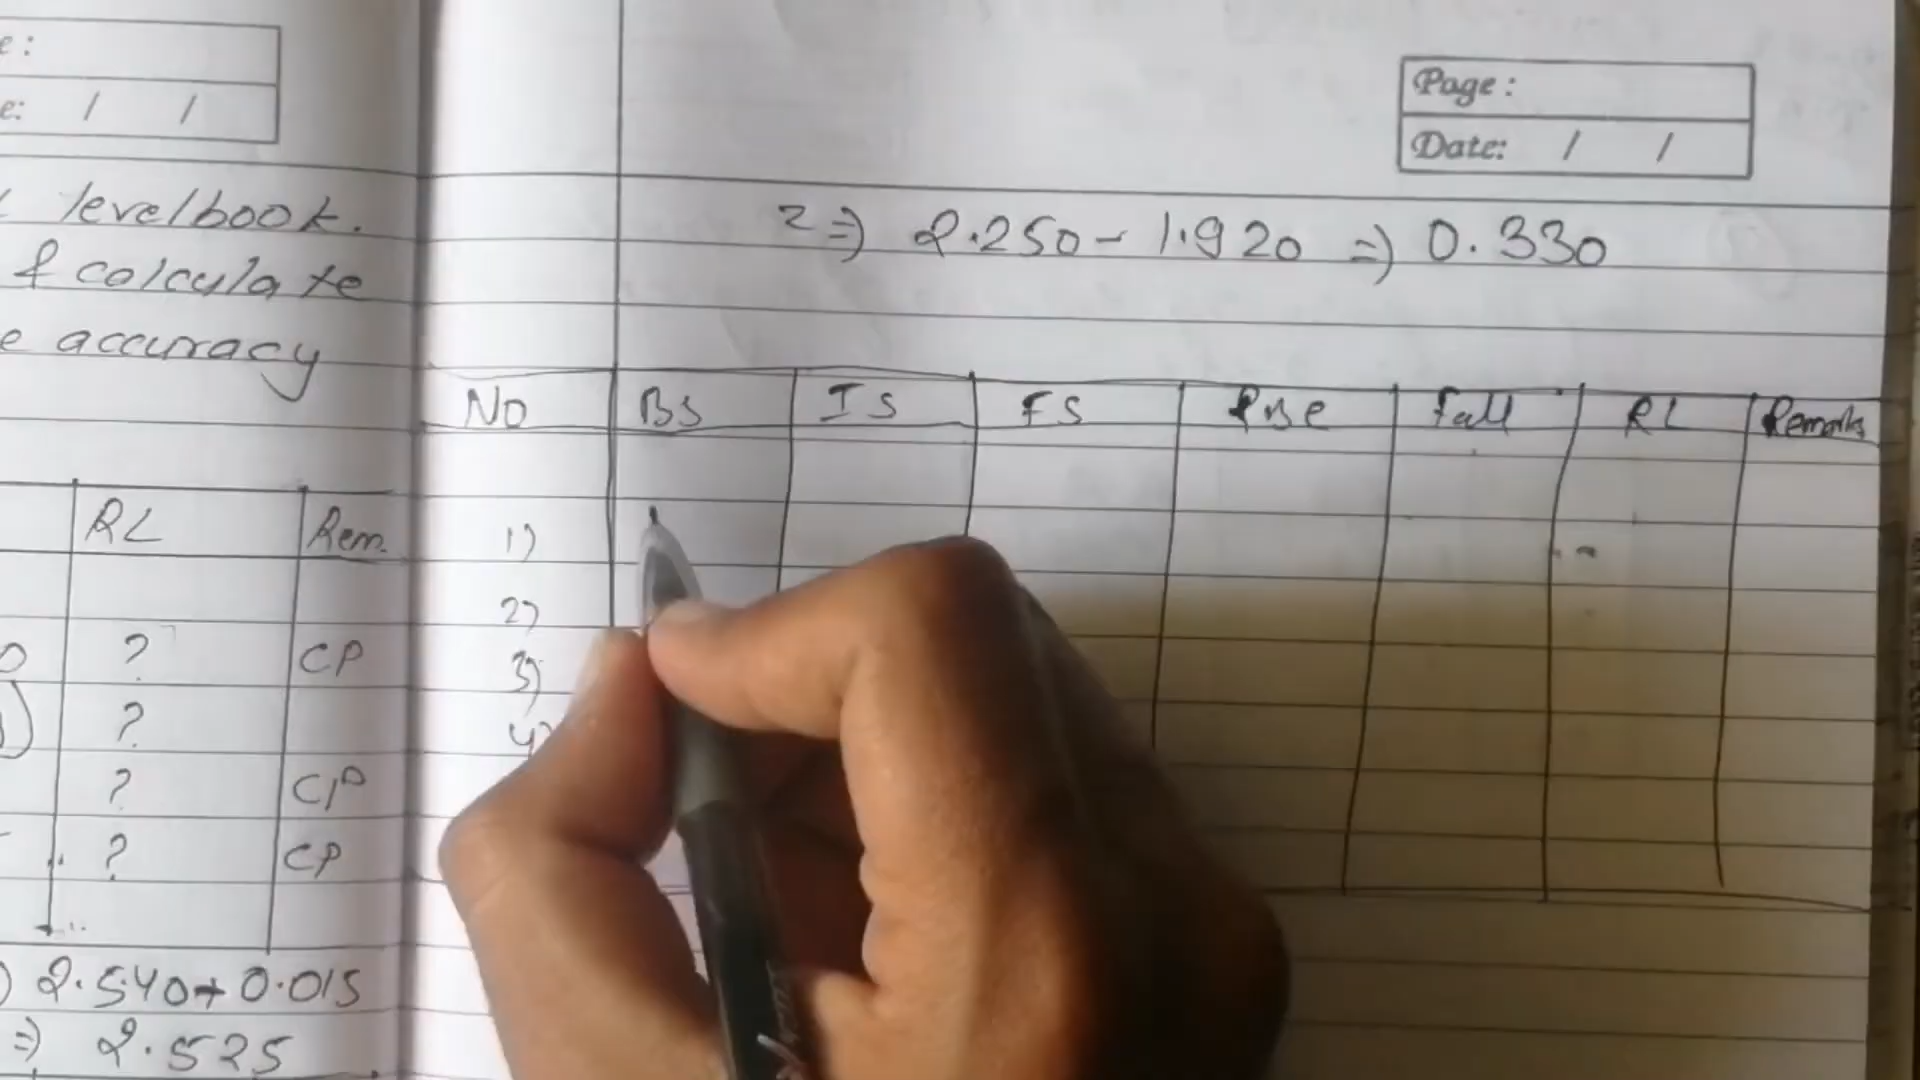 e:
e: / /
levelbook.
& calculate
e accuracy
RL Rem.
? CP
?
? CP
? CP
2.540+0.015
=> 2.525
Page :
Date: / /
z => 2.250 - 1.920 => 0.330
No BS IS FS Rise Fall RL Remarks
1)
2)
3)
4)